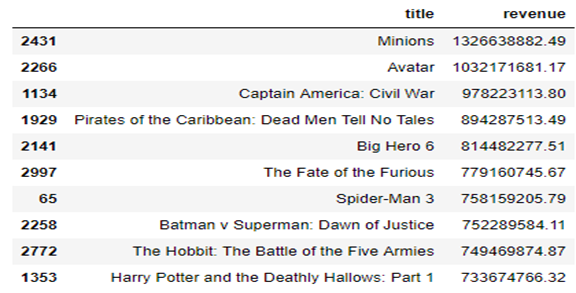 title revenue
2431 Minions 1326638882.49
2266 Avatar 1032171681.17
1134 Captain America: Civil War 978223113.80
1929 Pirates of the Caribbean: Dead Men Tell No Tales 894287513.49
2141 Big Hero 6 814482277.51
2997 The Fate of the Furious 779160745.67
65 Spider-Man 3 758159205.79
2258 Batman v Superman: Dawn of Justice 752289584.11
2772 The Hobbit: The Battle of the Five Armies 749469874.87
1353 Harry Potter and the Deathly Hallows: Part 1 733674766.32